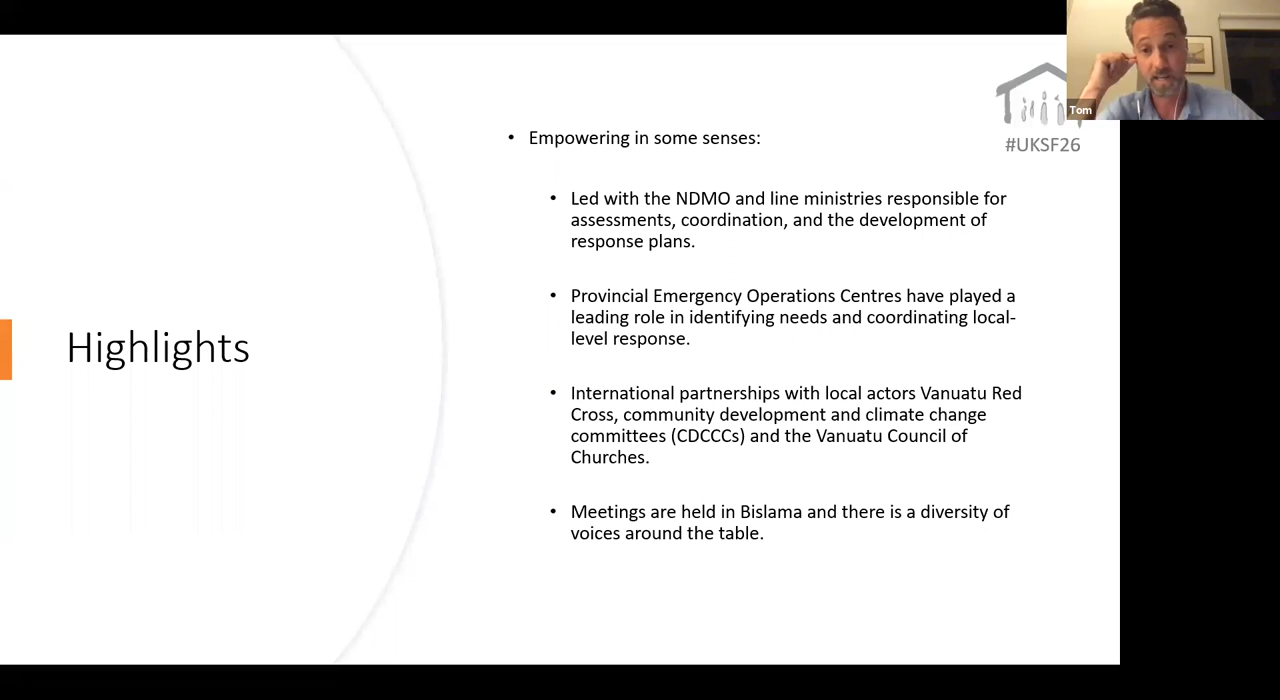 Tom
#UKSF26
Highlights
• Empowering in some senses:
• Led with the NDMO and line ministries responsible for
assessments, coordination, and the development of
response plans.
• Provincial Emergency Operations Centres have played a
leading role in identifying needs and coordinating local-
level response.
• International partnerships with local actors Vanuatu Red
Cross, community development and climate change
committees (CDCCCs) and the Vanuatu Council of
Churches.
• Meetings are held in Bislama and there is a diversity of
voices around the table.